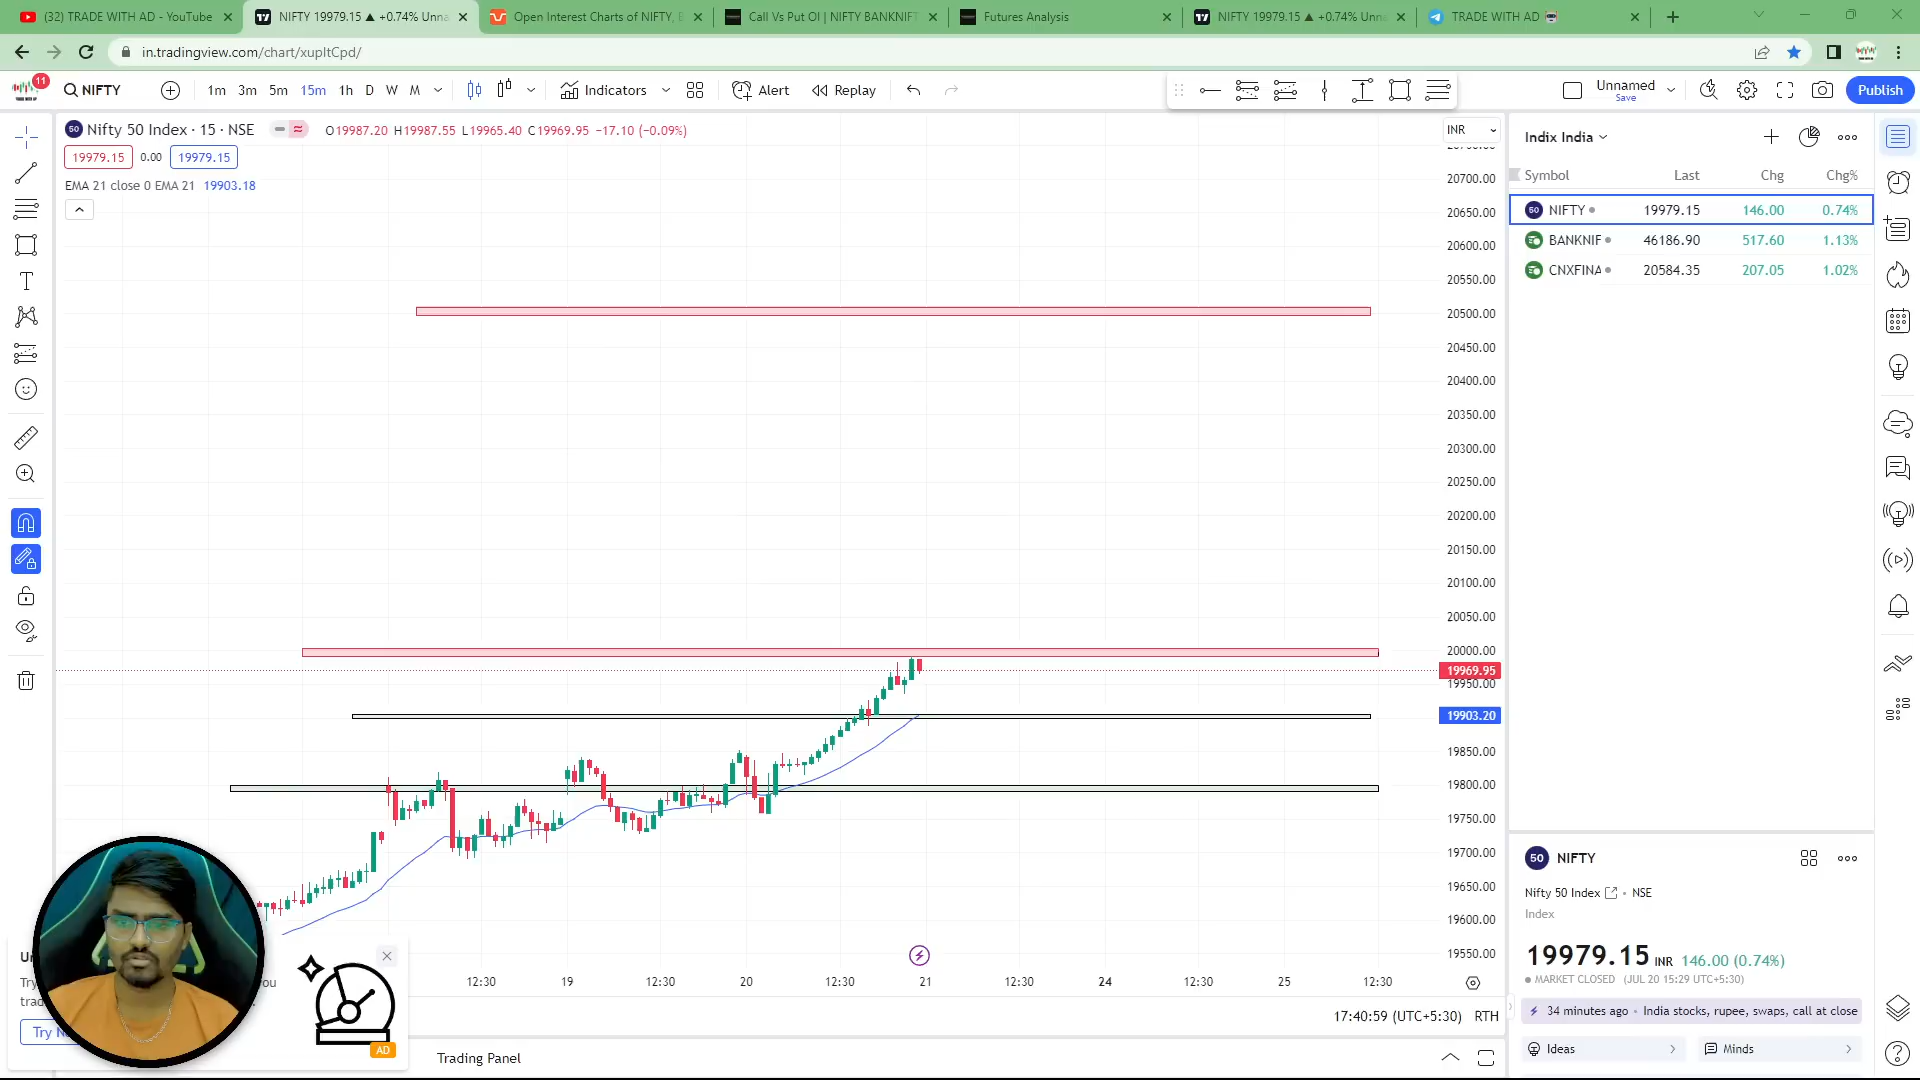 (32) TRADE WITH AD - YouTube
NIFTY 19979.15 ▲ +0.74% Unna
Open Interest Charts of NIFTY, B
Call Vs Put OI | NIFTY BANKNIFT
Futures Analysis
NIFTY 19979.15 ▲ +0.74% Unna
TRADE WITH AD
in.tradingview.com/chart/xupItCpd/
11
NIFTY
1m 3m 5m 15m 1h D W M
Indicators
Alert
Replay
Unnamed
Save
Publish
50 Nifty 50 Index · 15 · NSE
O19987.20 H19987.55 L19965.40 C19969.95 −17.10 (−0.09%)
19979.15 0.00 19979.15
EMA 21 close 0 EMA 21 19903.18
INR
20700.00
20650.00
20600.00
20550.00
20500.00
20450.00
20400.00
20350.00
20300.00
20250.00
20200.00
20150.00
20100.00
20050.00
20000.00
19969.95
19950.00
19903.20
19850.00
19800.00
19750.00
19700.00
19650.00
19600.00
19550.00
12:30 19 12:30 20 12:30 21 12:30 24 12:30 25 12:30
17:40:59 (UTC+5:30) RTH
Trading Panel
Try
you
trad
Try N
AD
Indix India
Symbol Last Chg Chg%
50 NIFTY 19979.15 146.00 0.74%
BANKNIF 46186.90 517.60 1.13%
CNXFINA 20584.35 207.05 1.02%
50 NIFTY
Nifty 50 Index · NSE
Index
19979.15 INR 146.00 (0.74%)
MARKET CLOSED (JUL 20 15:29 UTC+5:30)
34 minutes ago · India stocks, rupee, swaps, call at close
Ideas
Minds